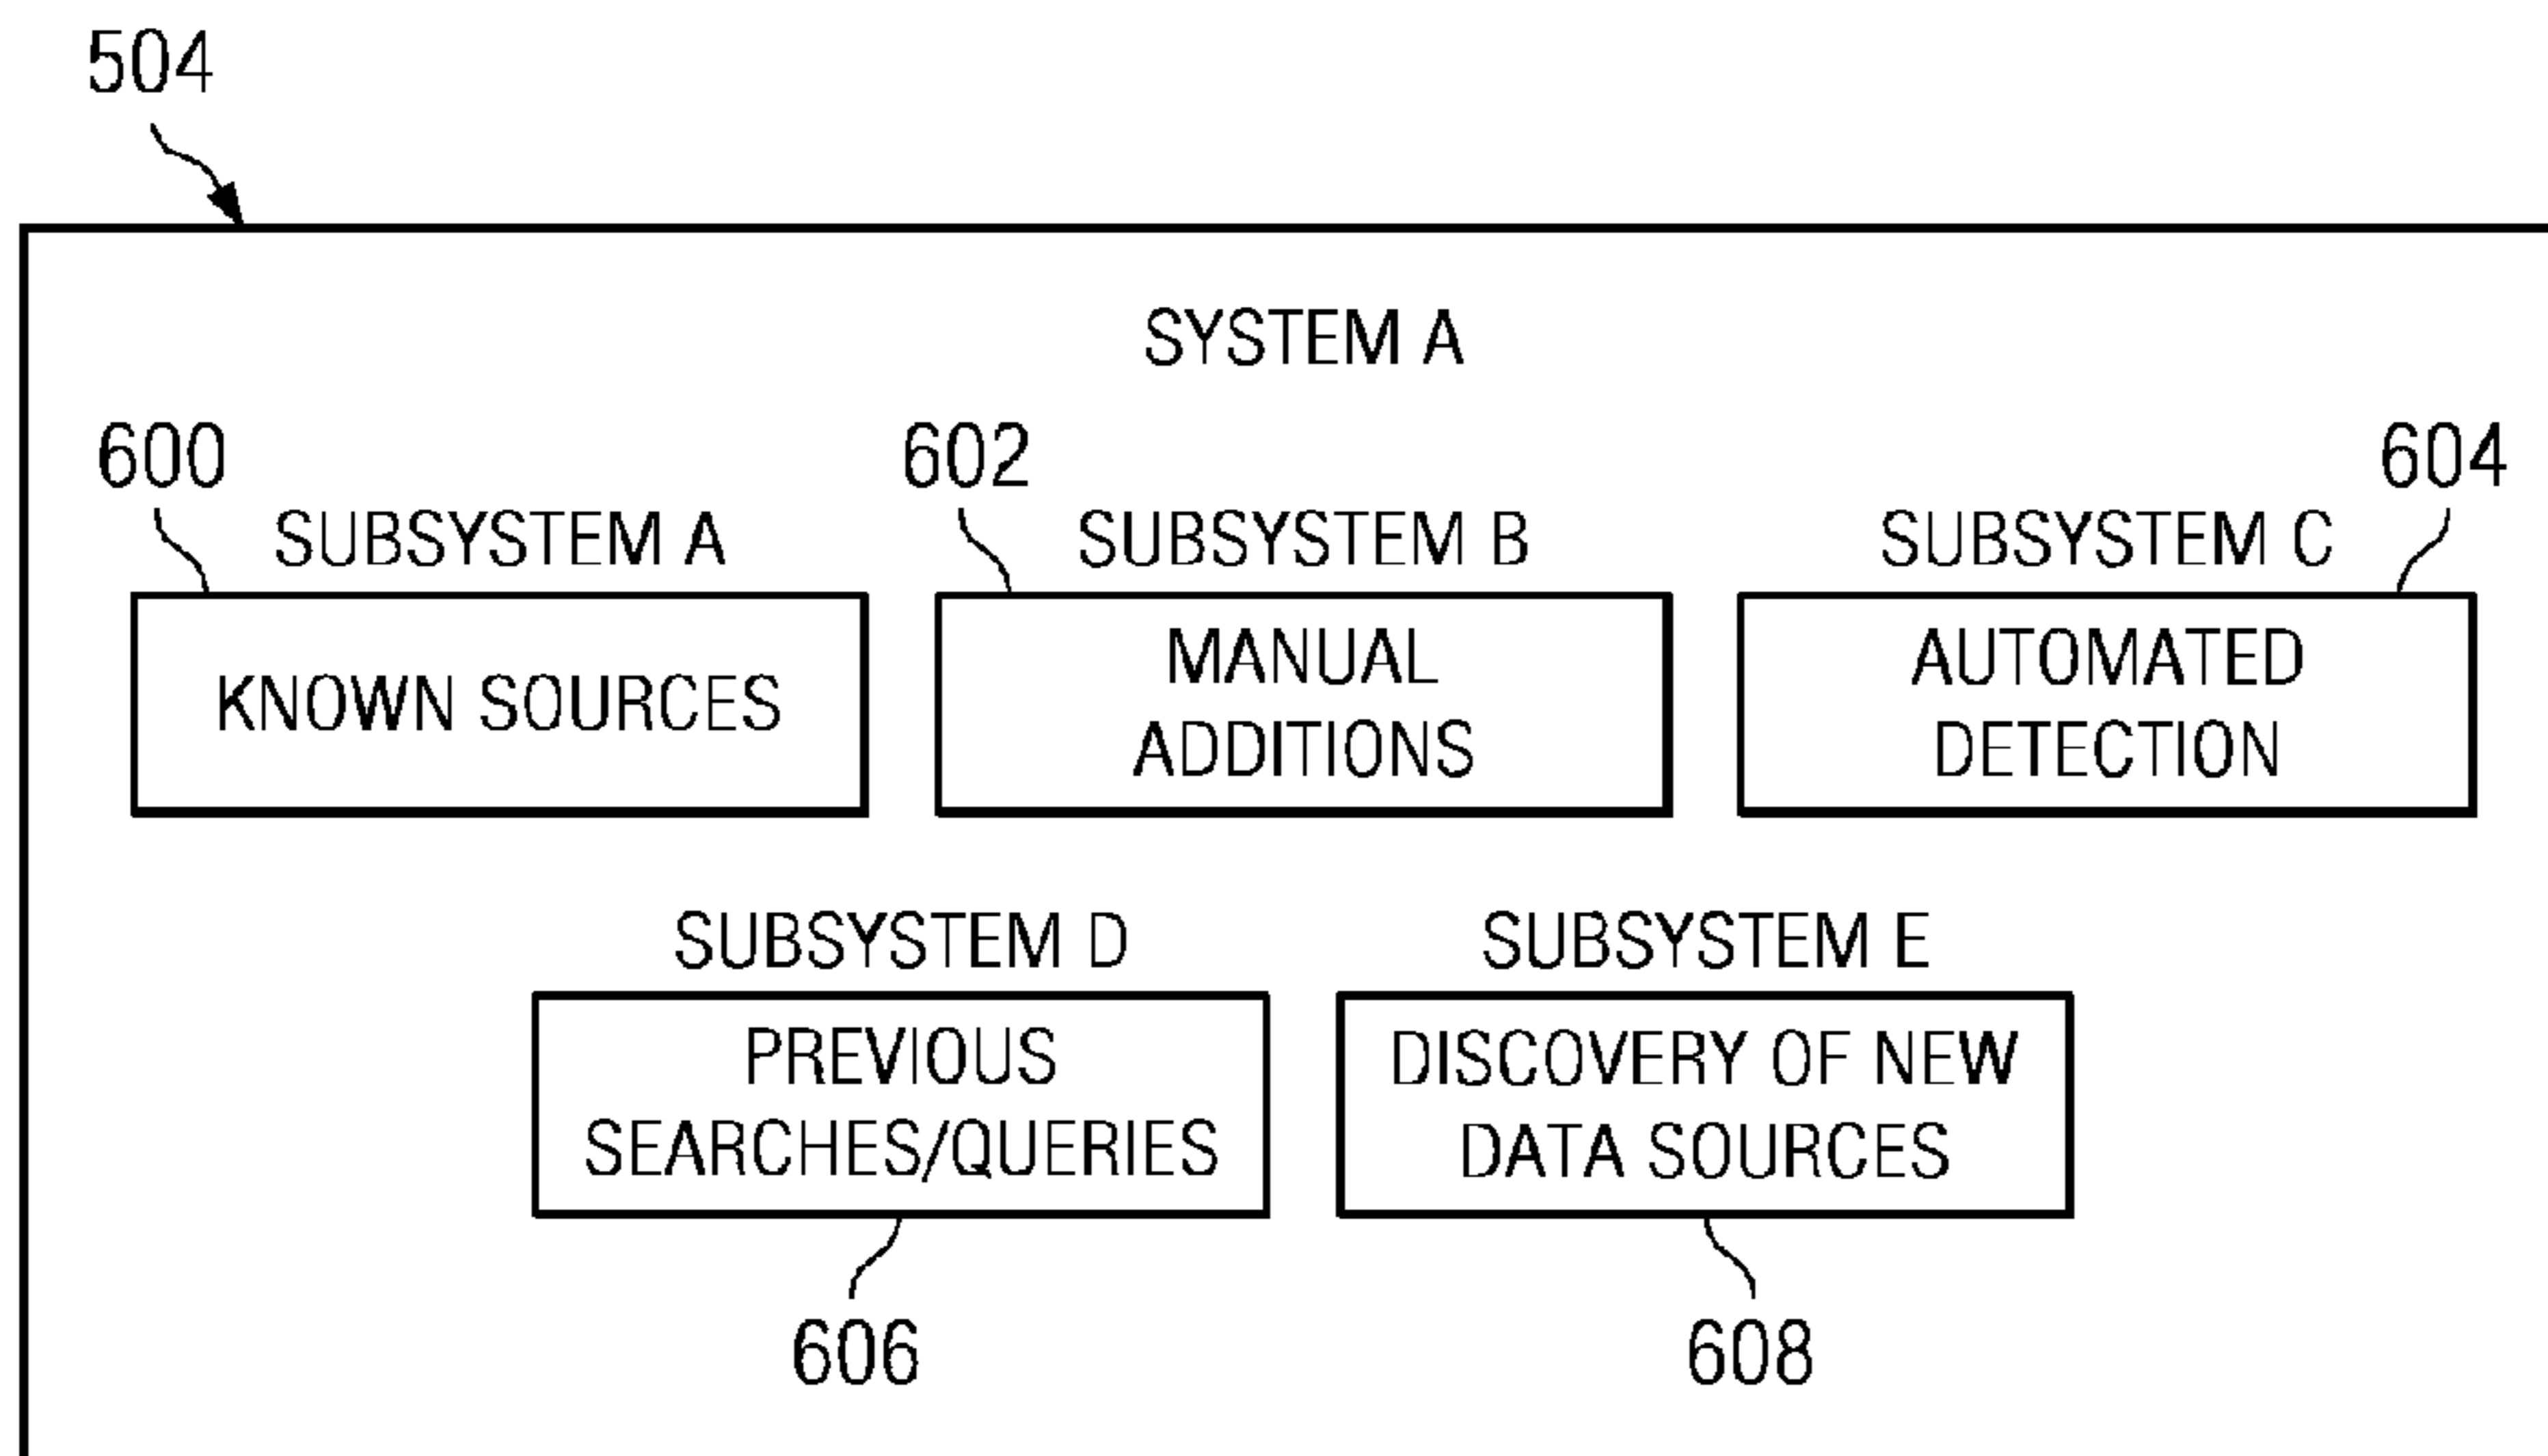 504
SYSTEM A
600
602
604
SUBSYSTEM A
SUBSYSTEM B
SUBSYSTEM C
KNOWN SOURCES
MANUAL
ADDITIONS
AUTOMATED
DETECTION
SUBSYSTEM D
SUBSYSTEM E
PREVIOUS
SEARCHES/QUERIES
DISCOVERY OF NEW
DATA SOURCES
606
608